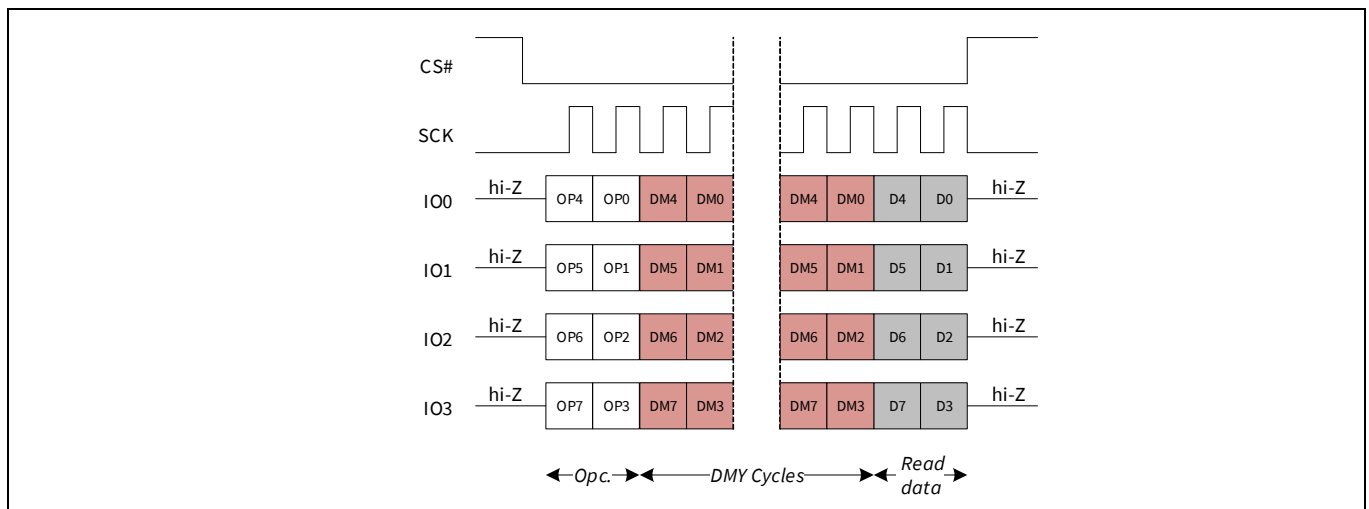 CS#
SCK
IO0 hi-Z OP4 OP0 DM4 DM0 DM4 DM0 D4 D0 hi-Z
IO1 hi-Z OP5 OP1 DM5 DM1 DM5 DM1 D5 D1 hi-Z
IO2 hi-Z OP6 OP2 DM6 DM2 DM6 DM2 D6 D2 hi-Z
IO3 hi-Z OP7 OP3 DM7 DM3 DM7 DM3 D7 D3 hi-Z
Opc. DMY Cycles Read
data